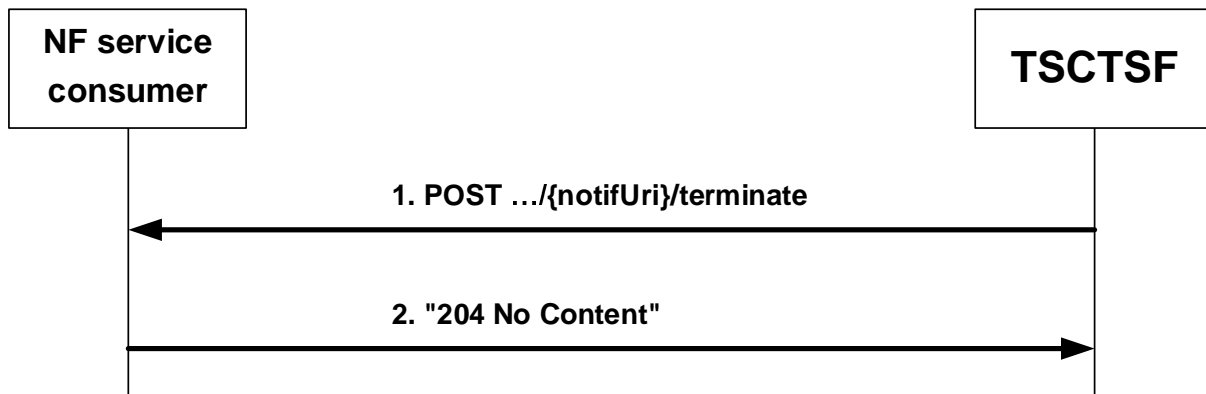 NF service
consumer
TSCTSF
1. POST …/{notifUri}/terminate
2. "204 No Content"